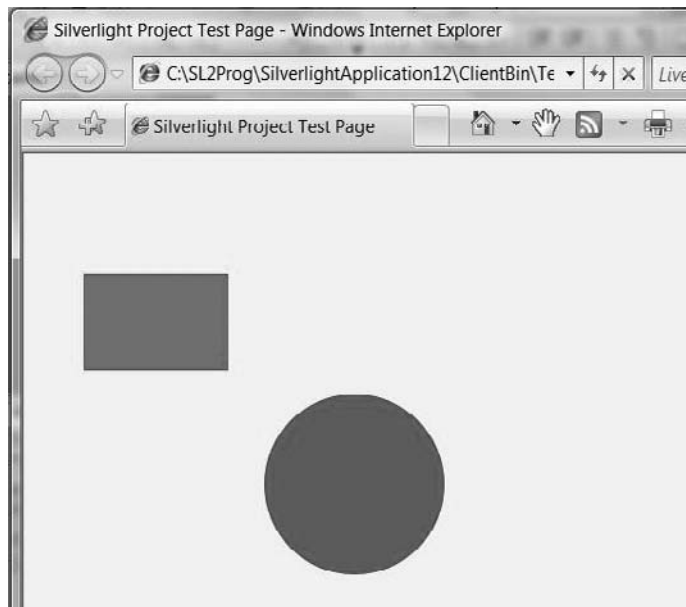 Silverlight Project Test Page - Windows Internet Explorer
C:\SL2Prog\SilverlightApplication12\ClientBin\Te
Live
Silverlight Project Test Page